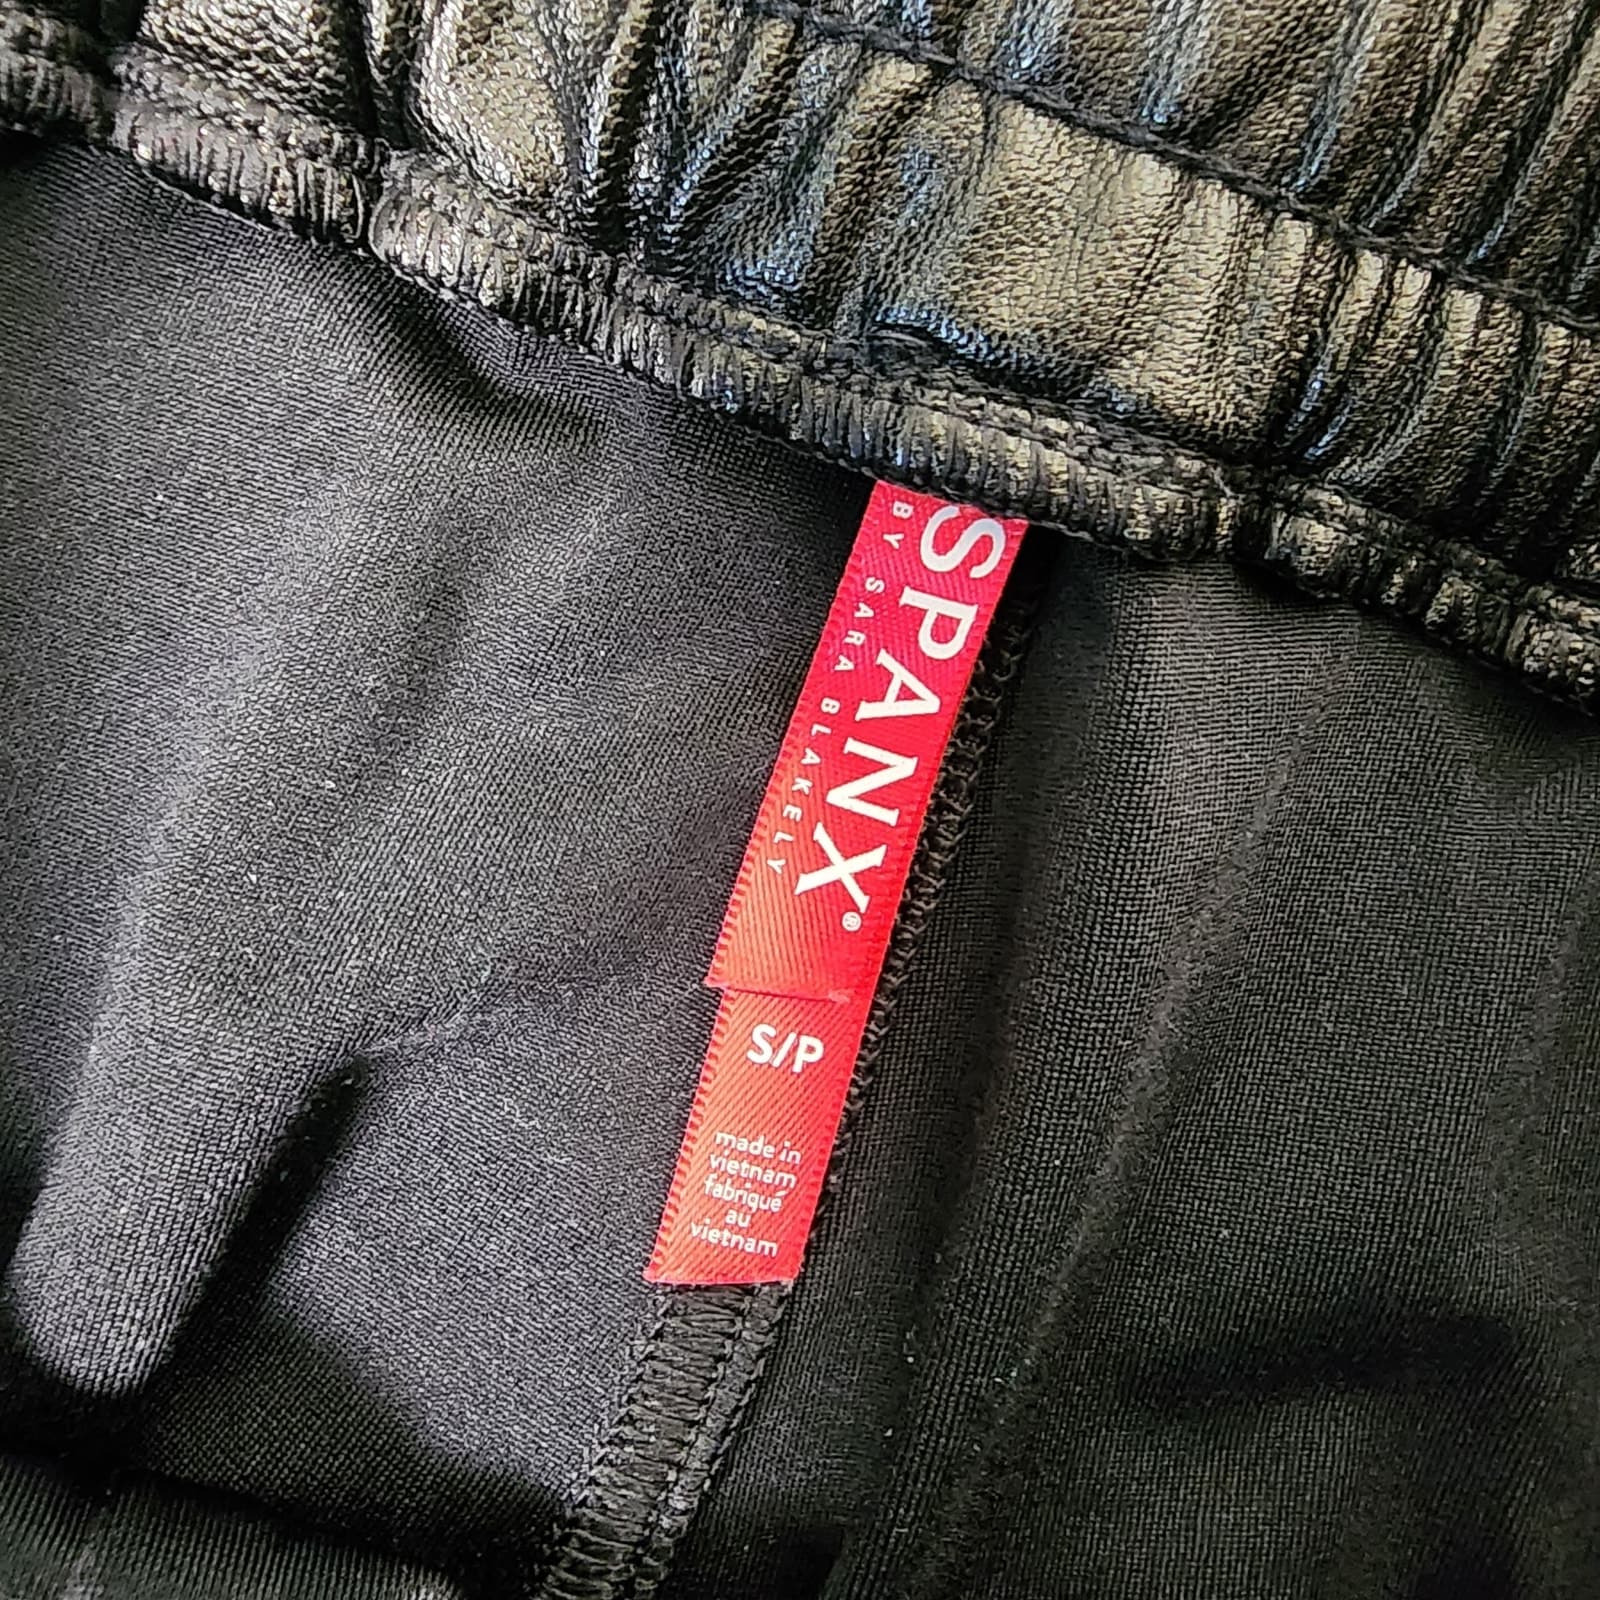 SPANX®
BY SARA BLAKELY
S/P
made in
vietnam
fabriqué
au
vietnam